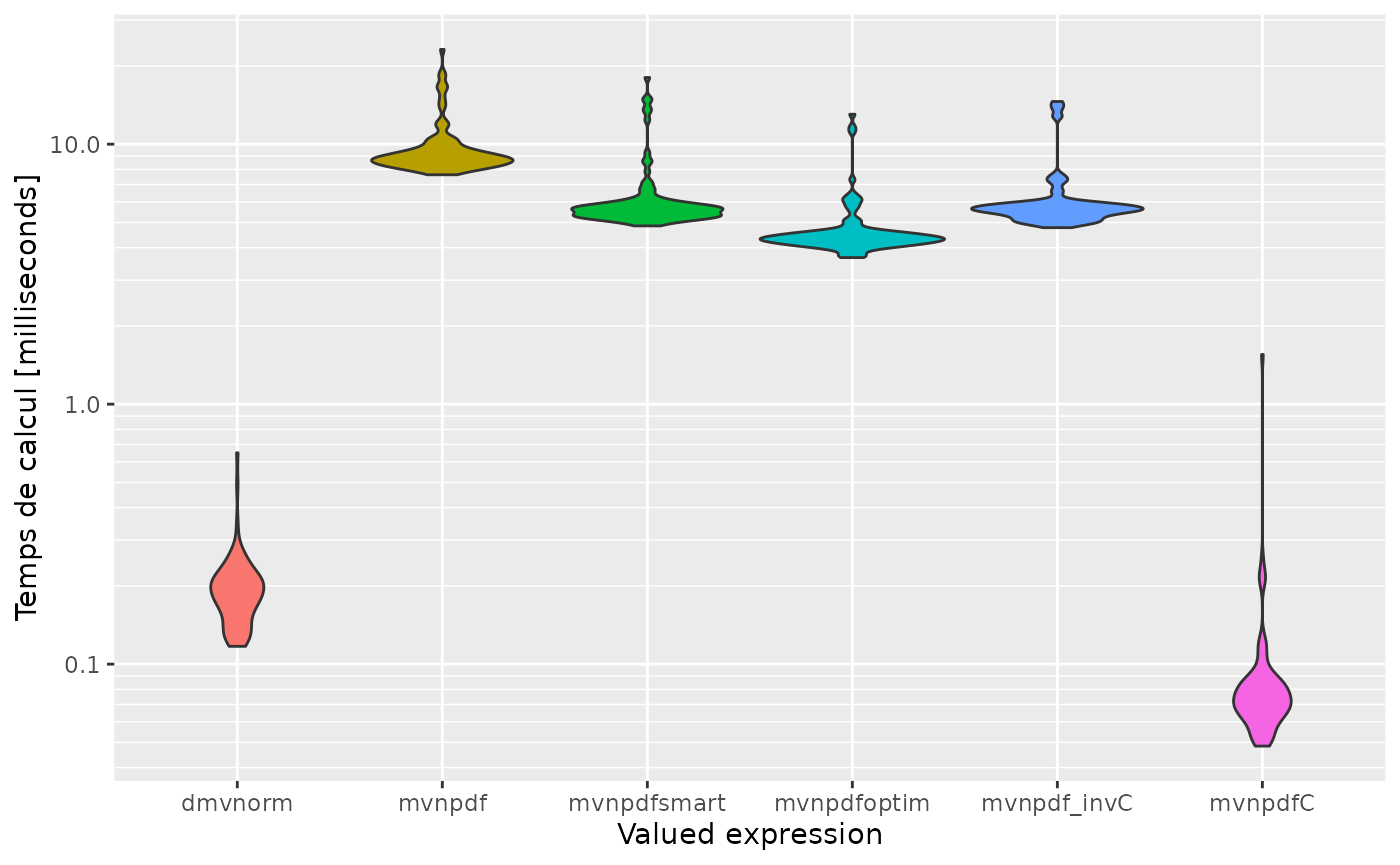 Temps de calcul [milliseconds]
10.0
1.0
0.1
dmvnorm mvnpdf mvnpdfsmart mvnpdfoptim mvnpdf_invC mvnpdfC
Valued expression